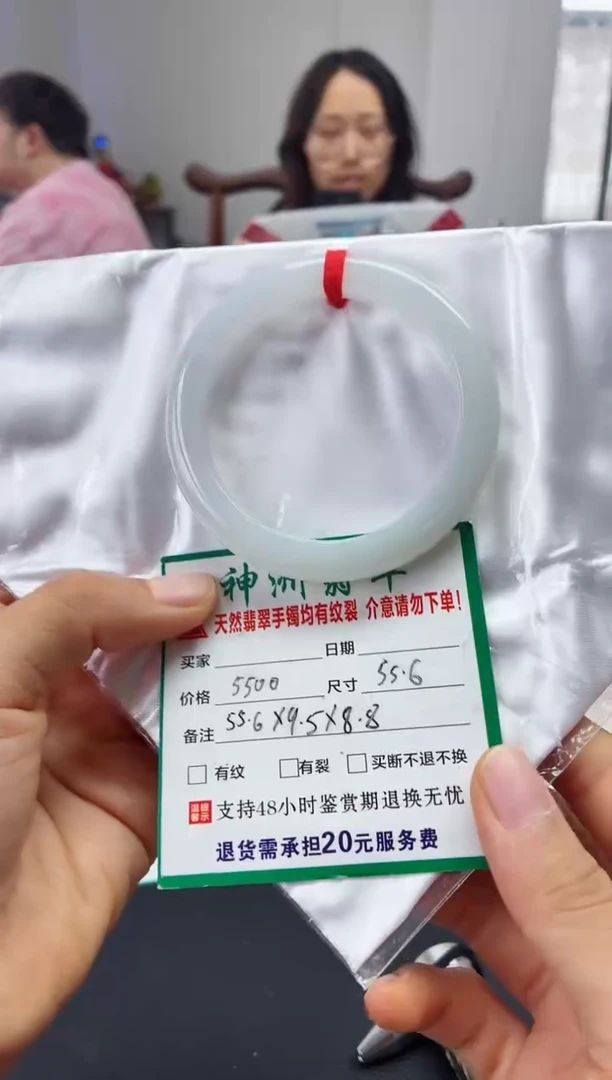 神洲翡
天然翡翠手镯均有纹裂 介意请勿下单!
买家 日期
价格 5500 尺寸 55.6
备注 55.6X9.5X8.8
有纹 有裂 买断不退不换
温馨提示 支持48小时鉴赏期退换无忧
退货需承担20元服务费